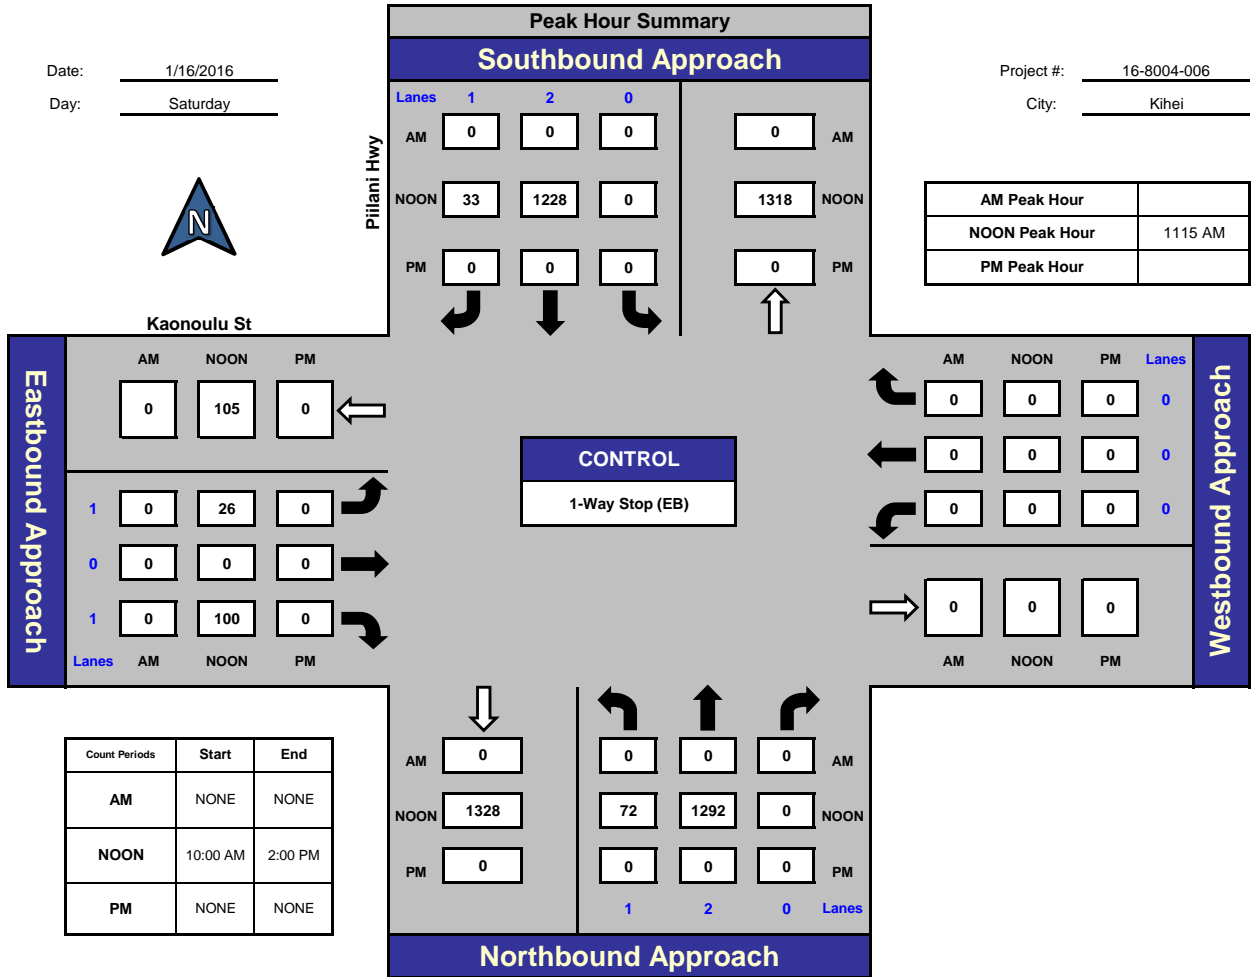 Peak Hour Summary
Southbound Approach
Date: 1/16/2016
Day: Saturday
Project #: 16-8004-006
City: Kihei
N
Piilani Hwy
Lanes 1 2 0
AM 0 0 0 0 AM
NOON 33 1228 0 1318 NOON
PM 0 0 0 0 PM
AM Peak Hour
NOON Peak Hour 1115 AM
PM Peak Hour
Kaonoulu St
Eastbound Approach
AM NOON PM
0 105 0
1 0 26 0
0 0 0 0
1 0 100 0
Lanes AM NOON PM
CONTROL
1-Way Stop (EB)
AM NOON PM Lanes
0 0 0 0
0 0 0 0
0 0 0 0
0 0 0
AM NOON PM
Westbound Approach
Count Periods Start End
AM NONE NONE
NOON 10:00 AM 2:00 PM
PM NONE NONE
AM 0 0 0 0 AM
NOON 1328 72 1292 0 NOON
PM 0 0 0 0 PM
1 2 0 Lanes
Northbound Approach